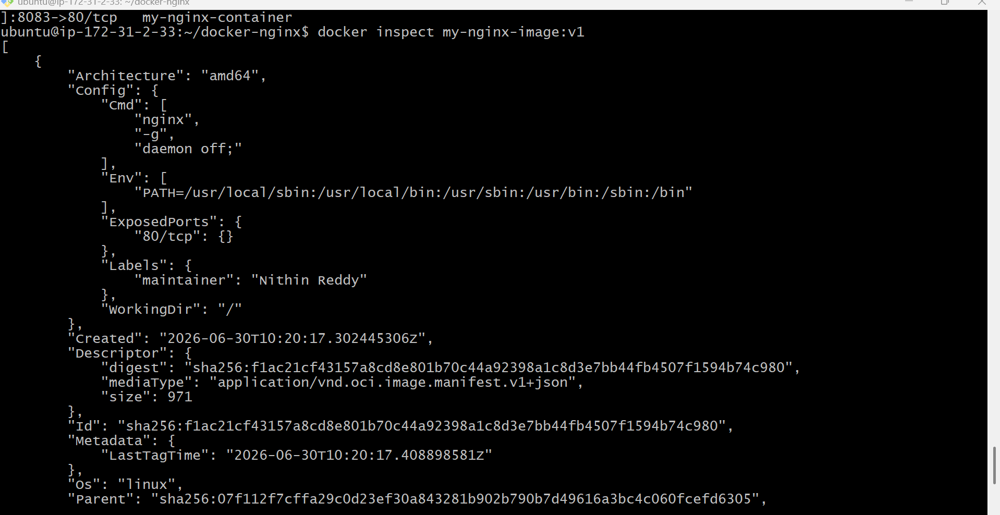 ubuntu@ip-172-31-2-33: ~/docker-nginx
]:8083->80/tcp   my-nginx-container
ubuntu@ip-172-31-2-33:~/docker-nginx$ docker inspect my-nginx-image:v1
[
    {
        "Architecture": "amd64",
        "Config": {
            "Cmd": [
                "nginx",
                "-g",
                "daemon off;"
            ],
            "Env": [
                "PATH=/usr/local/sbin:/usr/local/bin:/usr/sbin:/usr/bin:/sbin:/bin"
            ],
            "ExposedPorts": {
                "80/tcp": {}
            },
            "Labels": {
                "maintainer": "Nithin Reddy"
            },
            "WorkingDir": "/"
        },
        "Created": "2026-06-30T10:20:17.302445306Z",
        "Descriptor": {
            "digest": "sha256:f1ac21cf43157a8cd8e801b70c44a92398a1c8d3e7bb44fb4507f1594b74c980",
            "mediaType": "application/vnd.oci.image.manifest.v1+json",
            "size": 971
        },
        "Id": "sha256:f1ac21cf43157a8cd8e801b70c44a92398a1c8d3e7bb44fb4507f1594b74c980",
        "Metadata": {
            "LastTagTime": "2026-06-30T10:20:17.408898581Z"
        },
        "Os": "linux",
        "Parent": "sha256:07f112f7cffa29c0d23ef30a843281b902b790b7d49616a3bc4c060fcefd6305",